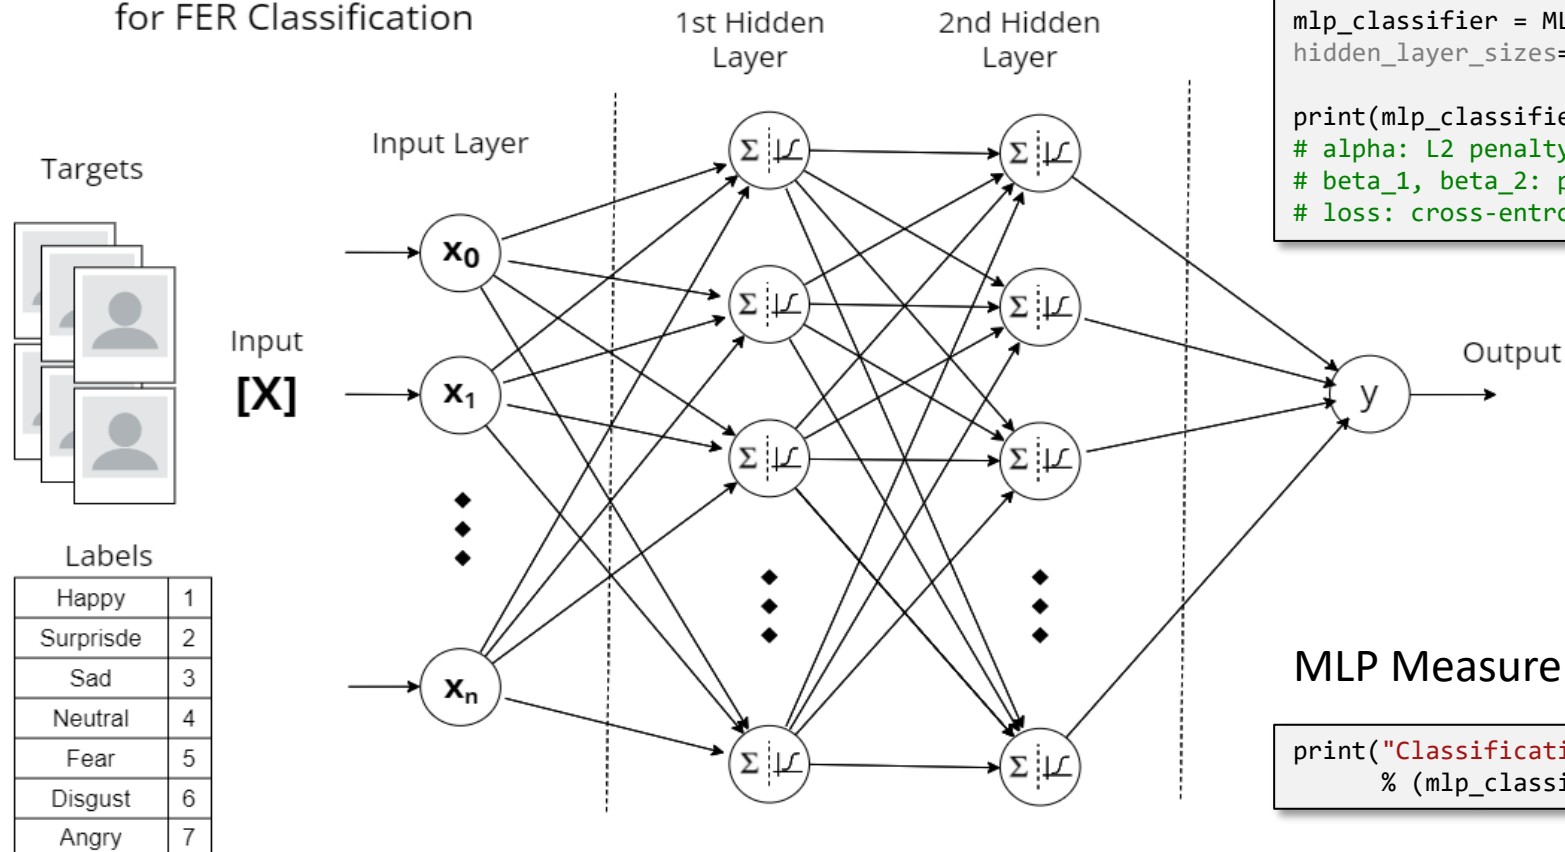 for FER Classification
1st Hidden
Layer
2nd Hidden
Layer
Input Layer
Targets
Input
[X]
x0
x1
xn
Σ
Σ
Σ
Σ
Σ
Σ
Σ
Σ
y
Output
Labels
Happy 1
Surprisde 2
Sad 3
Neutral 4
Fear 5
Disgust 6
Angry 7
mlp_classifier = ML
hidden_layer_sizes=
print(mlp_classifie
# alpha: L2 penalty
# beta_1, beta_2: p
# loss: cross-entro
MLP Measure
print("Classificati
% (mlp_classi